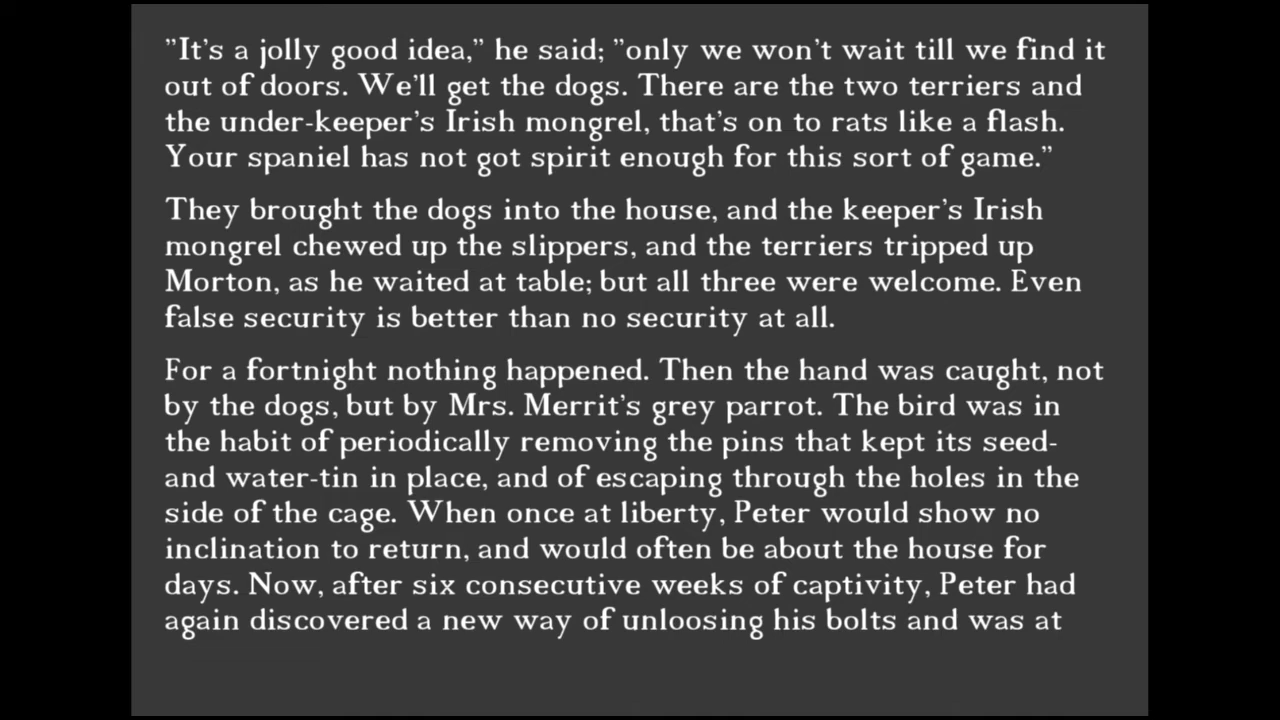 ”It’s a jolly good idea,” he said; ”only we won’t wait till we find it
out of doors. We’ll get the dogs. There are the two terriers and
the under-keeper’s Irish mongrel, that’s on to rats like a flash.
Your spaniel has not got spirit enough for this sort of game.”
They brought the dogs into the house, and the keeper’s Irish
mongrel chewed up the slippers, and the terriers tripped up
Morton, as he waited at table; but all three were welcome. Even
false security is better than no security at all.
For a fortnight nothing happened. Then the hand was caught, not
by the dogs, but by Mrs. Merrit’s grey parrot. The bird was in
the habit of periodically removing the pins that kept its seed-
and water-tin in place, and of escaping through the holes in the
side of the cage. When once at liberty, Peter would show no
inclination to return, and would often be about the house for
days. Now, after six consecutive weeks of captivity, Peter had
again discovered a new way of unloosing his bolts and was at